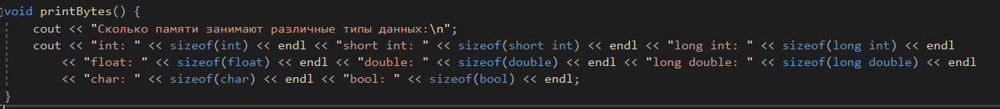 void printBytes() {
cout << "Сколько памяти занимают различные типы данных:\n";
cout << "int: " << sizeof(int) << endl << "short int: " << sizeof(short int) << endl << "long int: " << sizeof(long int) << endl
<< "float: " << sizeof(float) << endl << "double: " << sizeof(double) << endl << "long double: " << sizeof(long double) << endl
<< "char: " << sizeof(char) << endl << "bool: " << sizeof(bool) << endl;
}